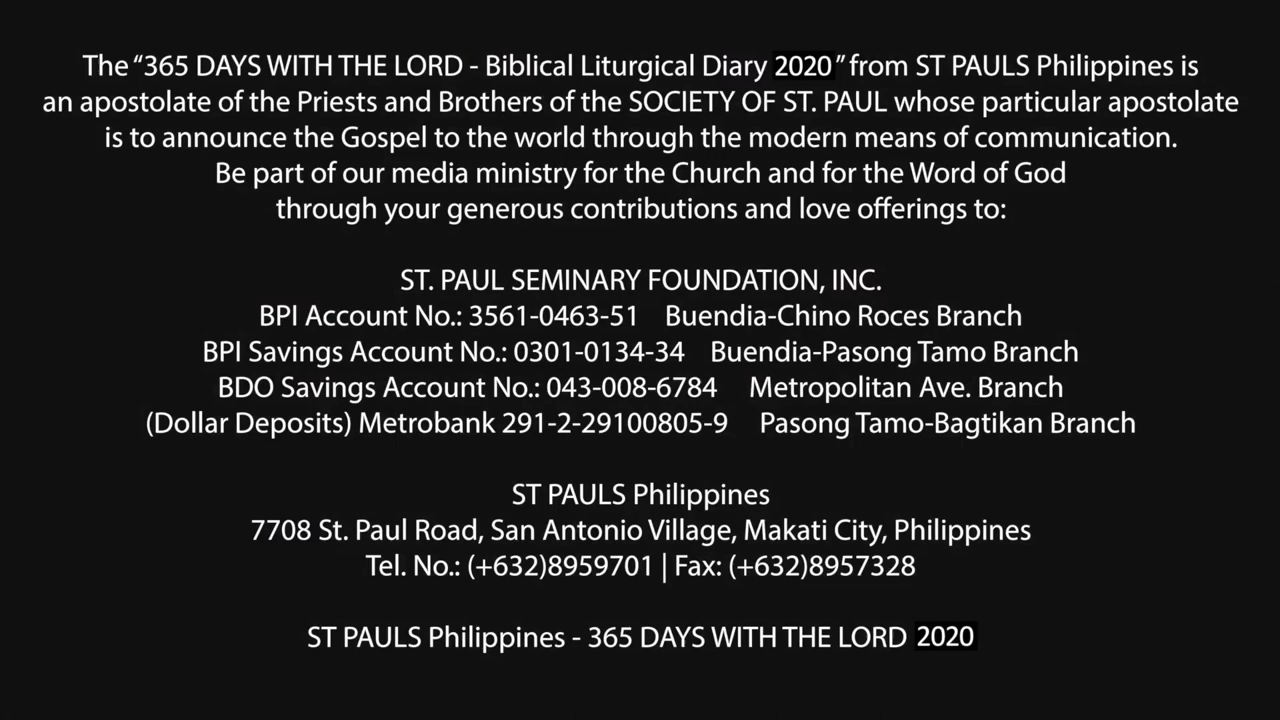 The “365 DAYS WITH THE LORD - Biblical Liturgical Diary 2020” from ST PAULS Philippines is
an apostolate of the Priests and Brothers of the SOCIETY OF ST. PAUL whose particular apostolate
is to announce the Gospel to the world through the modern means of communication.
Be part of our media ministry for the Church and for the Word of God
through your generous contributions and love offerings to:
ST. PAUL SEMINARY FOUNDATION, INC.
BPI Account No.: 3561-0463-51 Buendia-Chino Roces Branch
BPI Savings Account No.: 0301-0134-34 Buendia-Pasong Tamo Branch
BDO Savings Account No.: 043-008-6784 Metropolitan Ave. Branch
(Dollar Deposits) Metrobank 291-2-29100805-9 Pasong Tamo-Bagtikan Branch
ST PAULS Philippines
7708 St. Paul Road, San Antonio Village, Makati City, Philippines
Tel. No.: (+632)8959701 | Fax: (+632)8957328
ST PAULS Philippines - 365 DAYS WITH THE LORD 2020